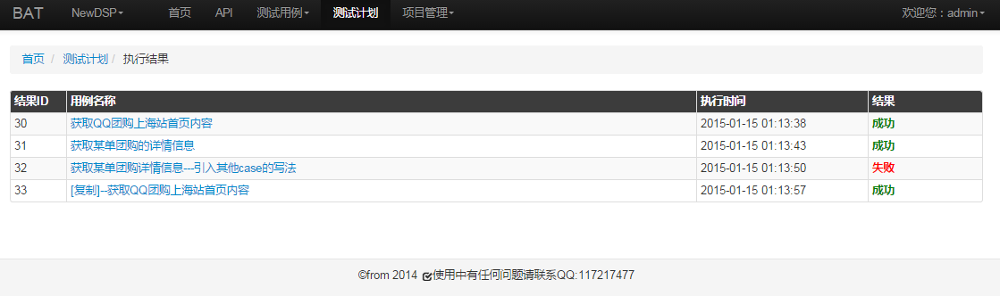 BAT NewDSP 首页 API 测试用例 测试计划 项目管理 欢迎您：admin
首页 / 测试计划 / 执行结果
结果ID 用例名称 执行时间 结果
30 获取QQ团购上海站首页内容 2015-01-15 01:13:38 成功
31 获取某单团购的详情信息 2015-01-15 01:13:43 成功
32 获取某单团购详情信息---引入其他case的写法 2015-01-15 01:13:50 失败
33 [复制]--获取QQ团购上海站首页内容 2015-01-15 01:13:57 成功
©from 2014 使用中有任何问题请联系QQ:117217477